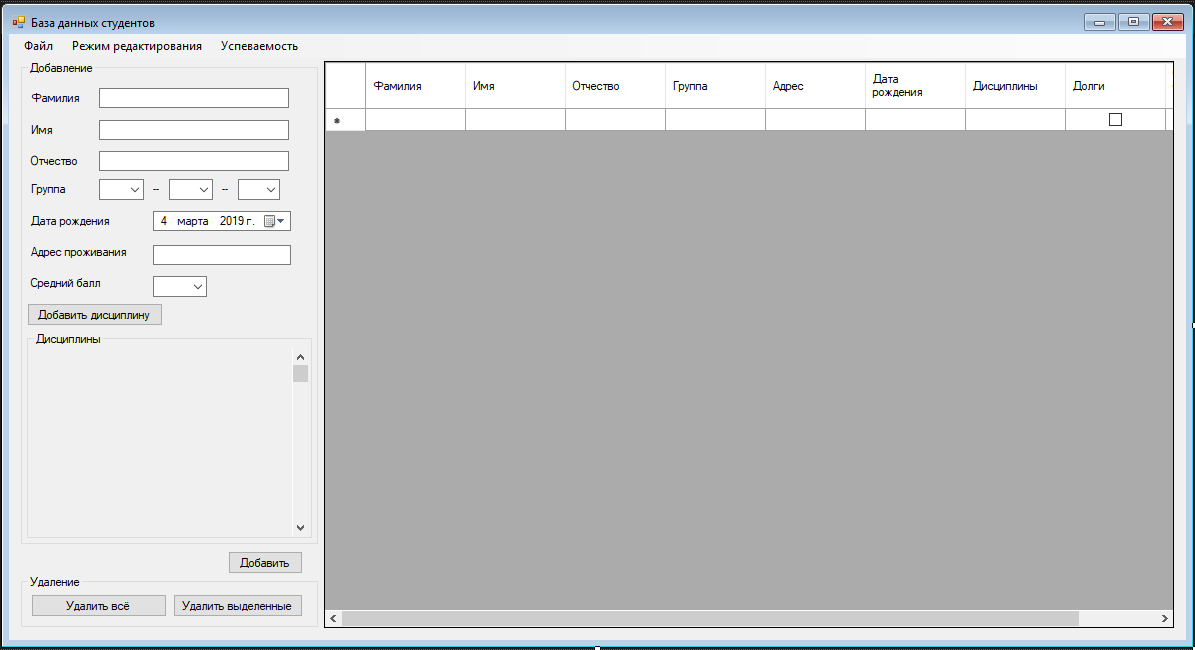 База данных студентов
Файл Режим редактирования Успеваемость
Добавление
Фамилия
Имя
Отчество
Группа -- --
Дата рождения 4 марта 2019 г.
Адрес проживания
Средний балл
Добавить дисциплину
Дисциплины
Добавить
Удаление
Удалить всё Удалить выделенные
Фамилия Имя Отчество Группа Адрес Дата рождения Дисциплины Долги